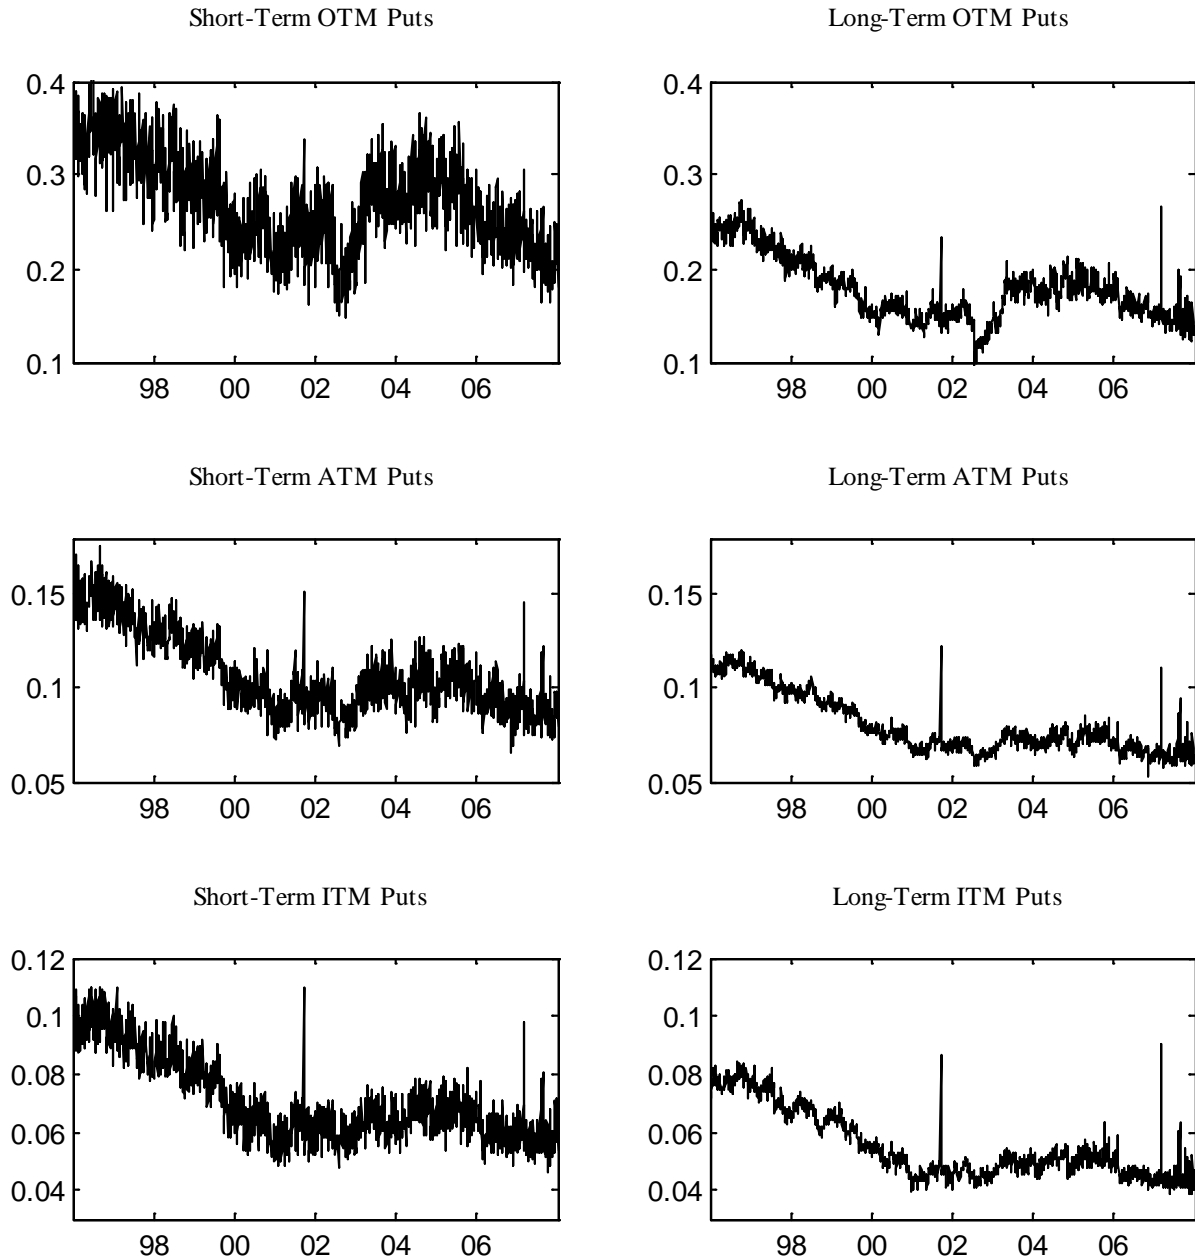 Short-Term OTM Puts
0.4
0.3
0.2
0.1
98 00 02 04 06
Long-Term OTM Puts
0.4
0.3
0.2
0.1
98 00 02 04 06
Short-Term ATM Puts
0.15
0.1
0.05
98 00 02 04 06
Long-Term ATM Puts
0.15
0.1
0.05
98 00 02 04 06
Short-Term ITM Puts
0.12
0.1
0.08
0.06
0.04
98 00 02 04 06
Long-Term ITM Puts
0.12
0.1
0.08
0.06
0.04
98 00 02 04 06